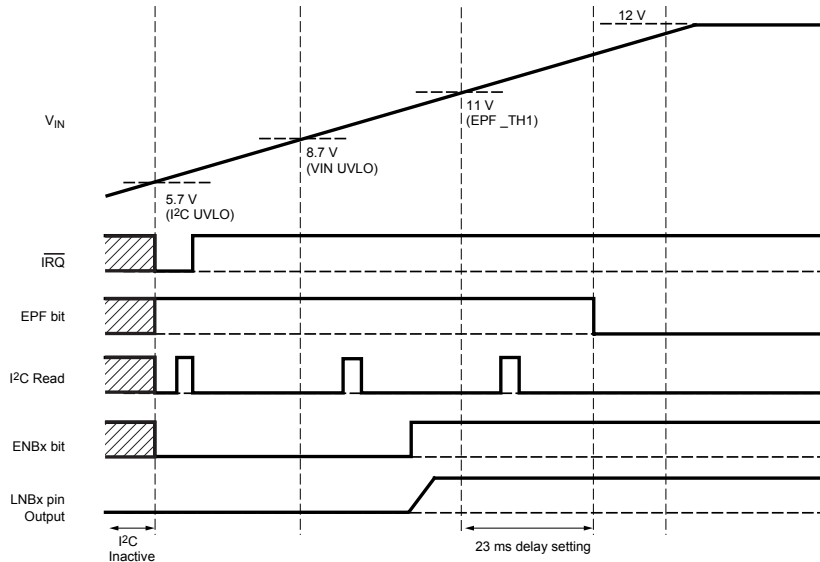 12 V
V_IN
11 V
(EPF _TH1)
8.7 V
(VIN UVLO)
5.7 V
(I²C UVLO)
IRQ
EPF bit
I²C Read
ENBx bit
LNBx pin
Output
I²C
Inactive
23 ms delay setting